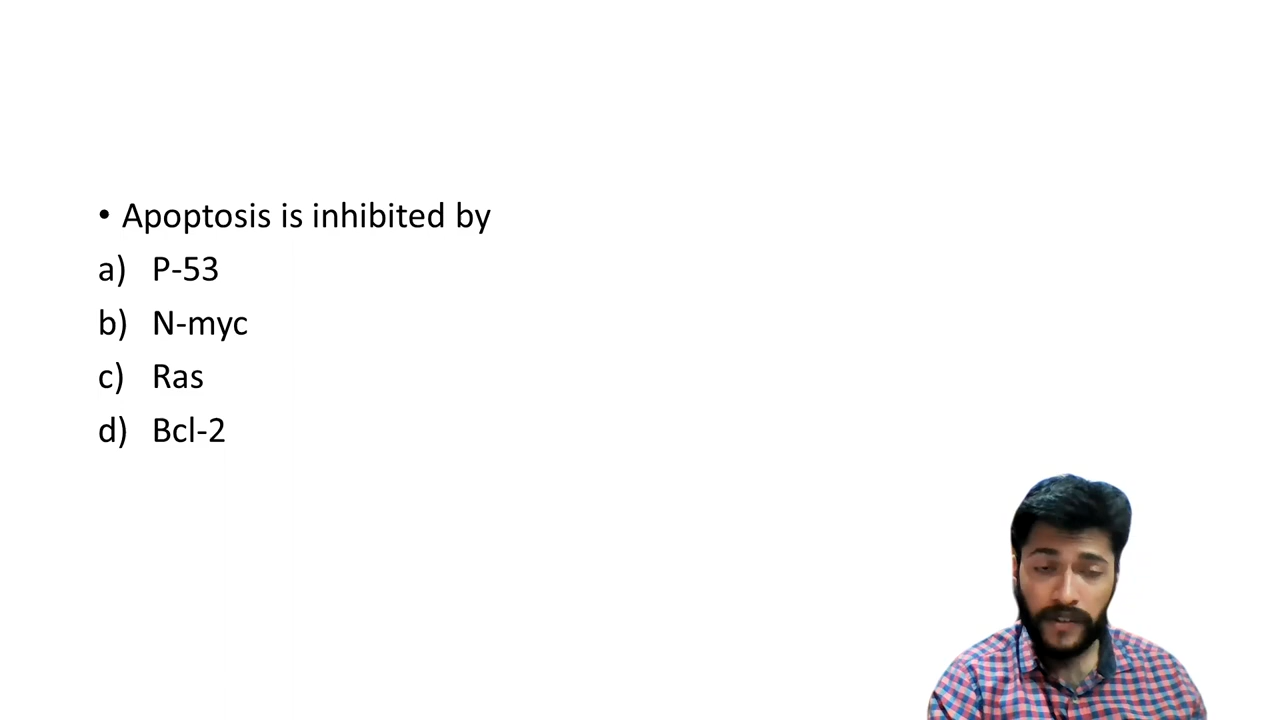 • Apoptosis is inhibited by
a) P-53
b) N-myc
c) Ras
d) Bcl-2